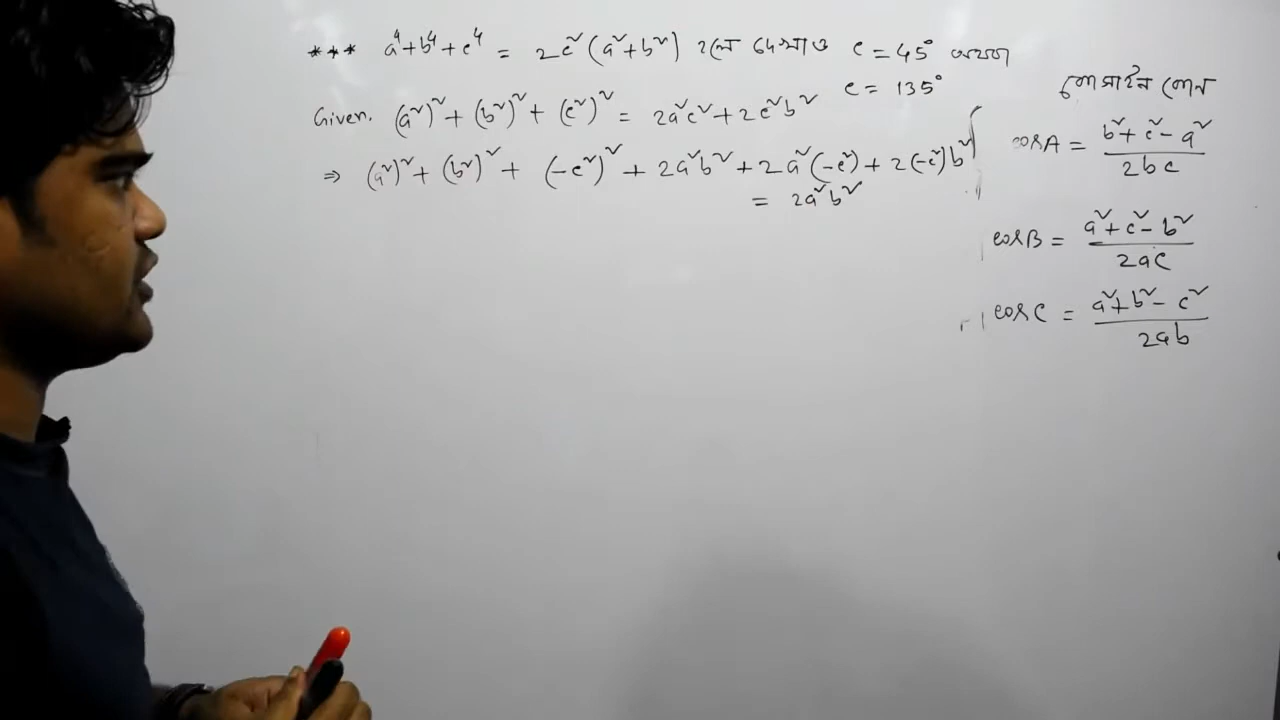 *** a⁴+b⁴+c⁴ = 2c²(a²+b²) হলে দেখাও c = 45° অথবা
c = 135°
Given. (a²)²+(b²)²+(c²)² = 2a²c²+2c²b²
⇒ (a²)²+(b²)²+(-c²)²+2a²b²+2a²(-c²)+2(-c²)b²
= 2a²b²
cosA = b²+c²-a² / 2bc
cosB = a²+c²-b² / 2ac
cosC = a²+b²-c² / 2ab